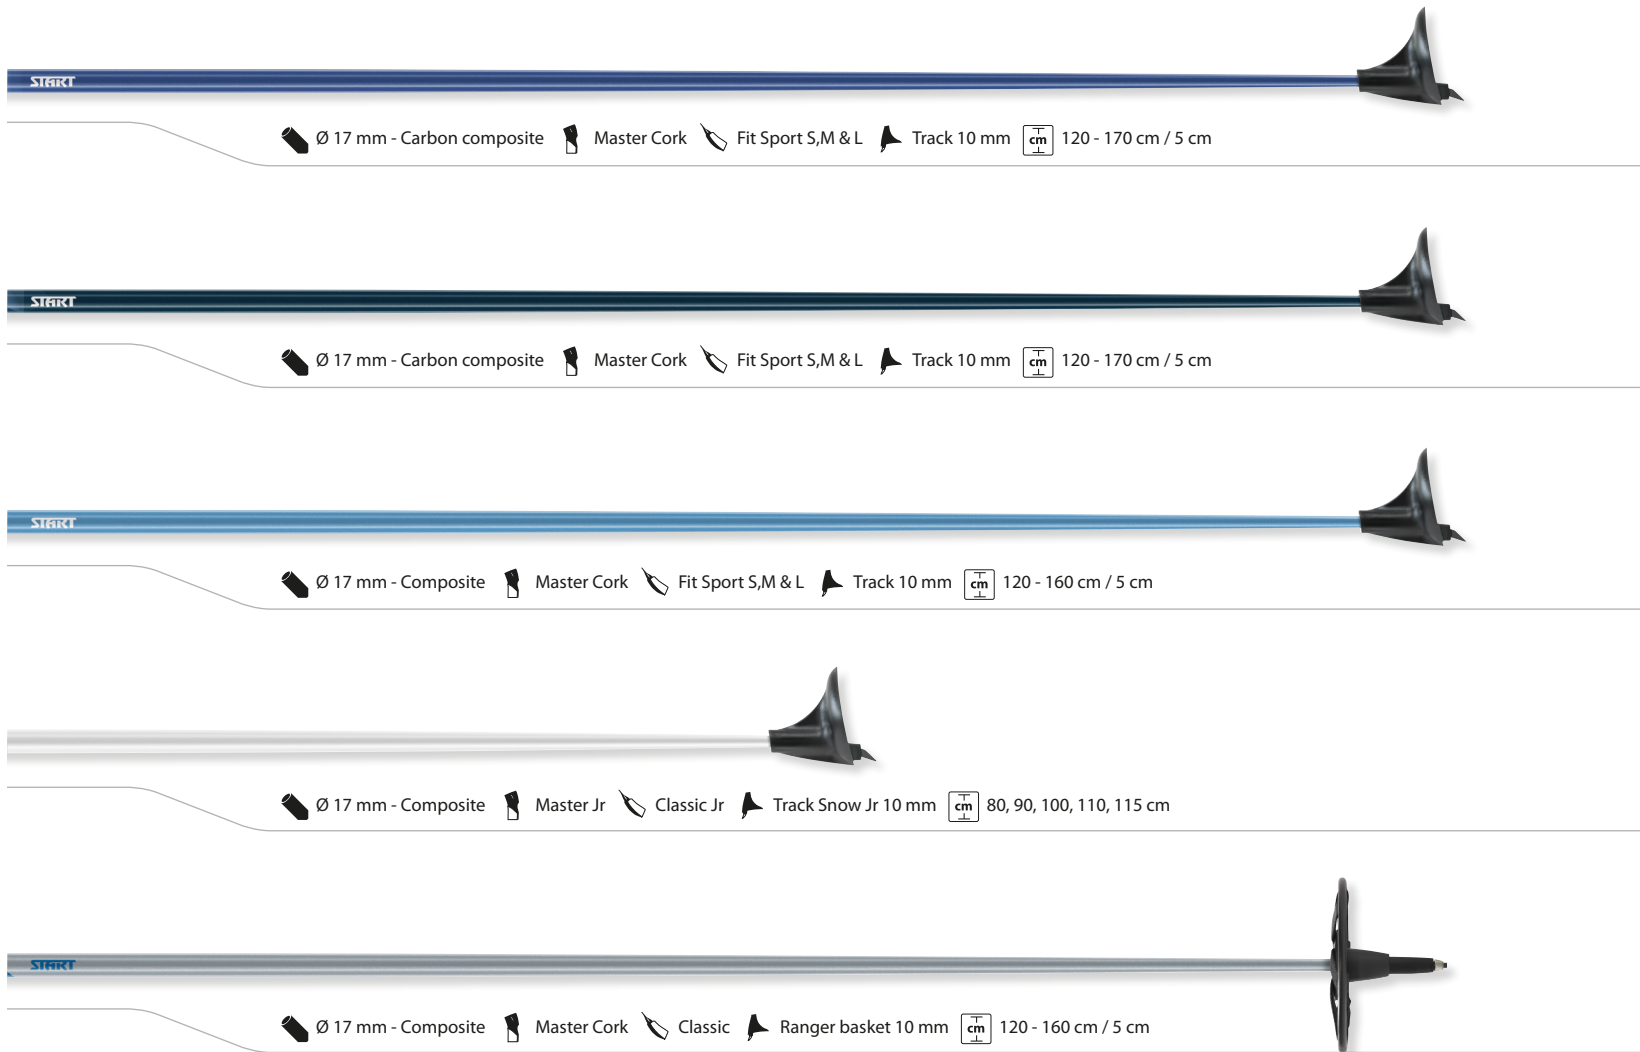 START
Ø 17 mm - Carbon composite Master Cork Fit Sport S,M & L Track 10 mm cm 120 - 170 cm / 5 cm
START
Ø 17 mm - Carbon composite Master Cork Fit Sport S,M & L Track 10 mm cm 120 - 170 cm / 5 cm
START
Ø 17 mm - Composite Master Cork Fit Sport S,M & L Track 10 mm cm 120 - 160 cm / 5 cm
Ø 17 mm - Composite Master Jr Classic Jr Track Snow Jr 10 mm cm 80, 90, 100, 110, 115 cm
START
Ø 17 mm - Composite Master Cork Classic Ranger basket 10 mm cm 120 - 160 cm / 5 cm